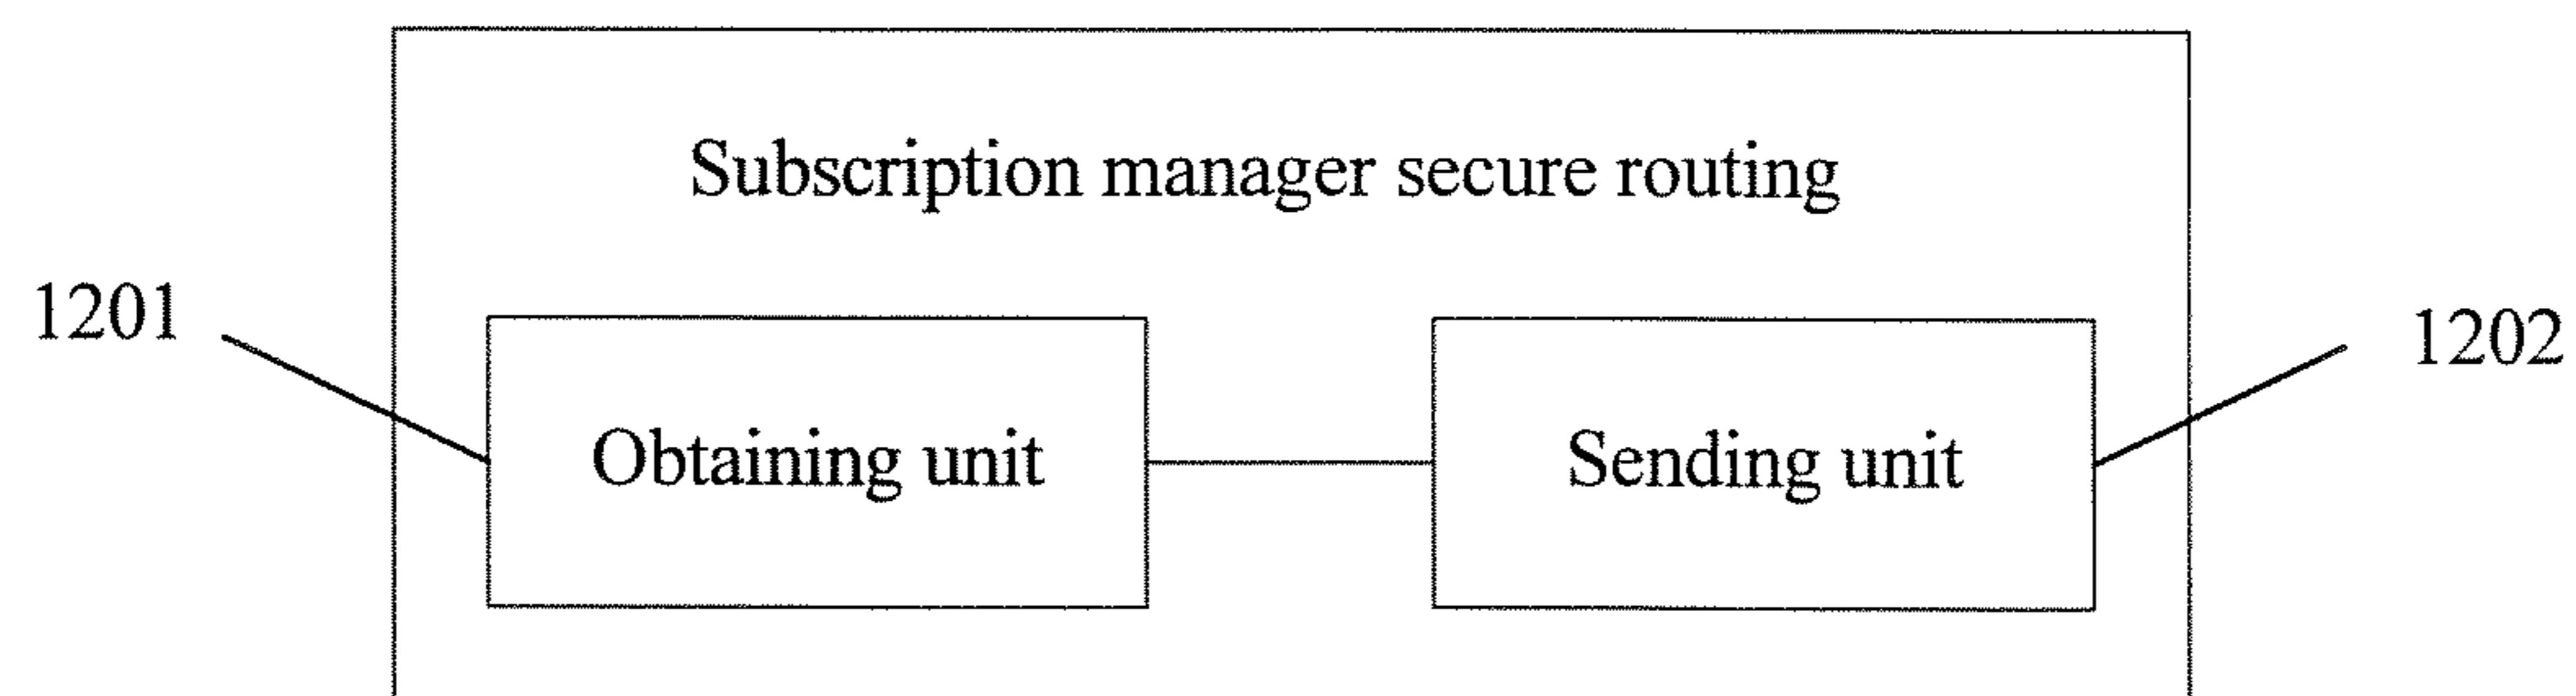 Subscription manager secure routing
1201
1202
Obtaining unit
Sending unit